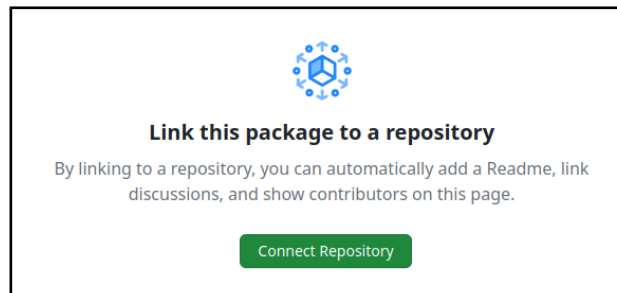 Link this package to a repository
By linking to a repository, you can automatically add a Readme, link
discussions, and show contributors on this page.
Connect Repository